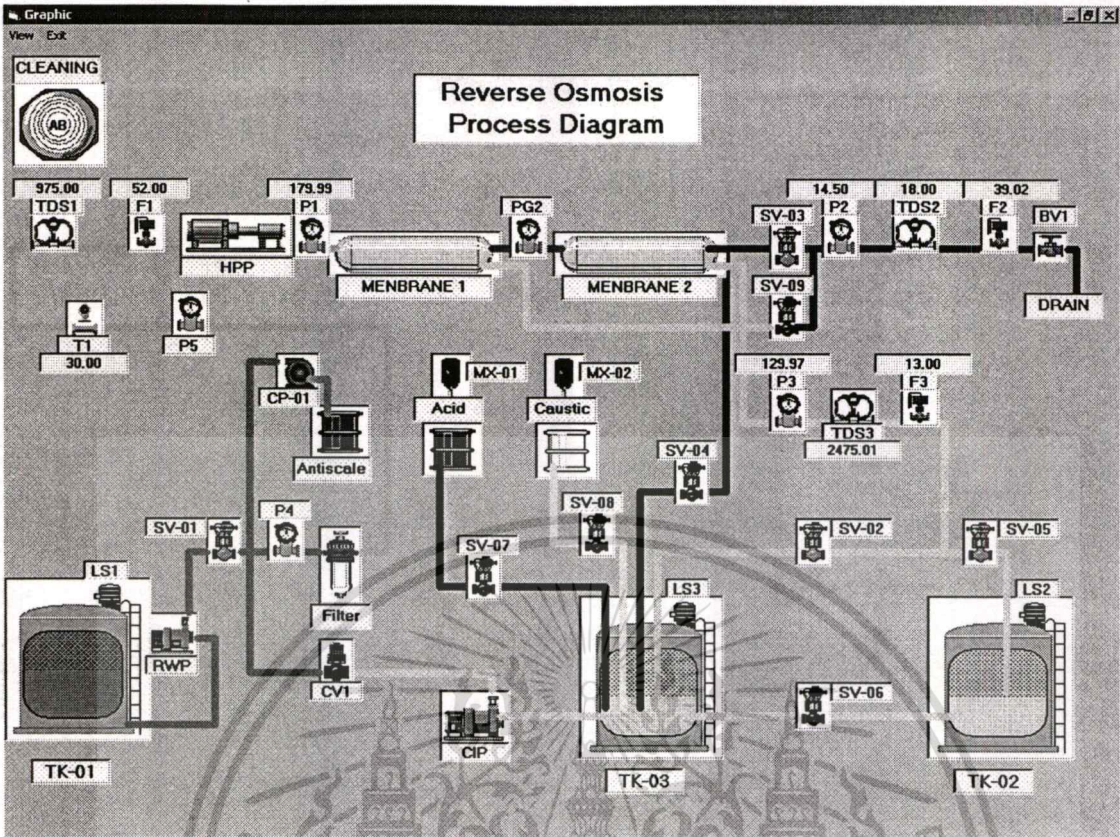 Graphic
View Exit
CLEANING
AB
Reverse Osmosis
Process Diagram
975.00
52.00
179.99
14.50
18.00
39.02
TDS1
F1
P1
PG2
SV-03
P2
TDS2
F2
BV1
HPP
MENBRANE 1
MENBRANE 2
SV-09
DRAIN
T1
30.00
P5
CP-01
Antiscale
MX-01
Acid
MX-02
Caustic
129.97
P3
TDS3
2475.01
13.00
F3
SV-04
SV-01
P4
SV-08
SV-07
SV-02
SV-05
LS1
Filter
LS3
LS2
RWP
CV1
SV-06
CIP
TK-01
TK-03
TK-02